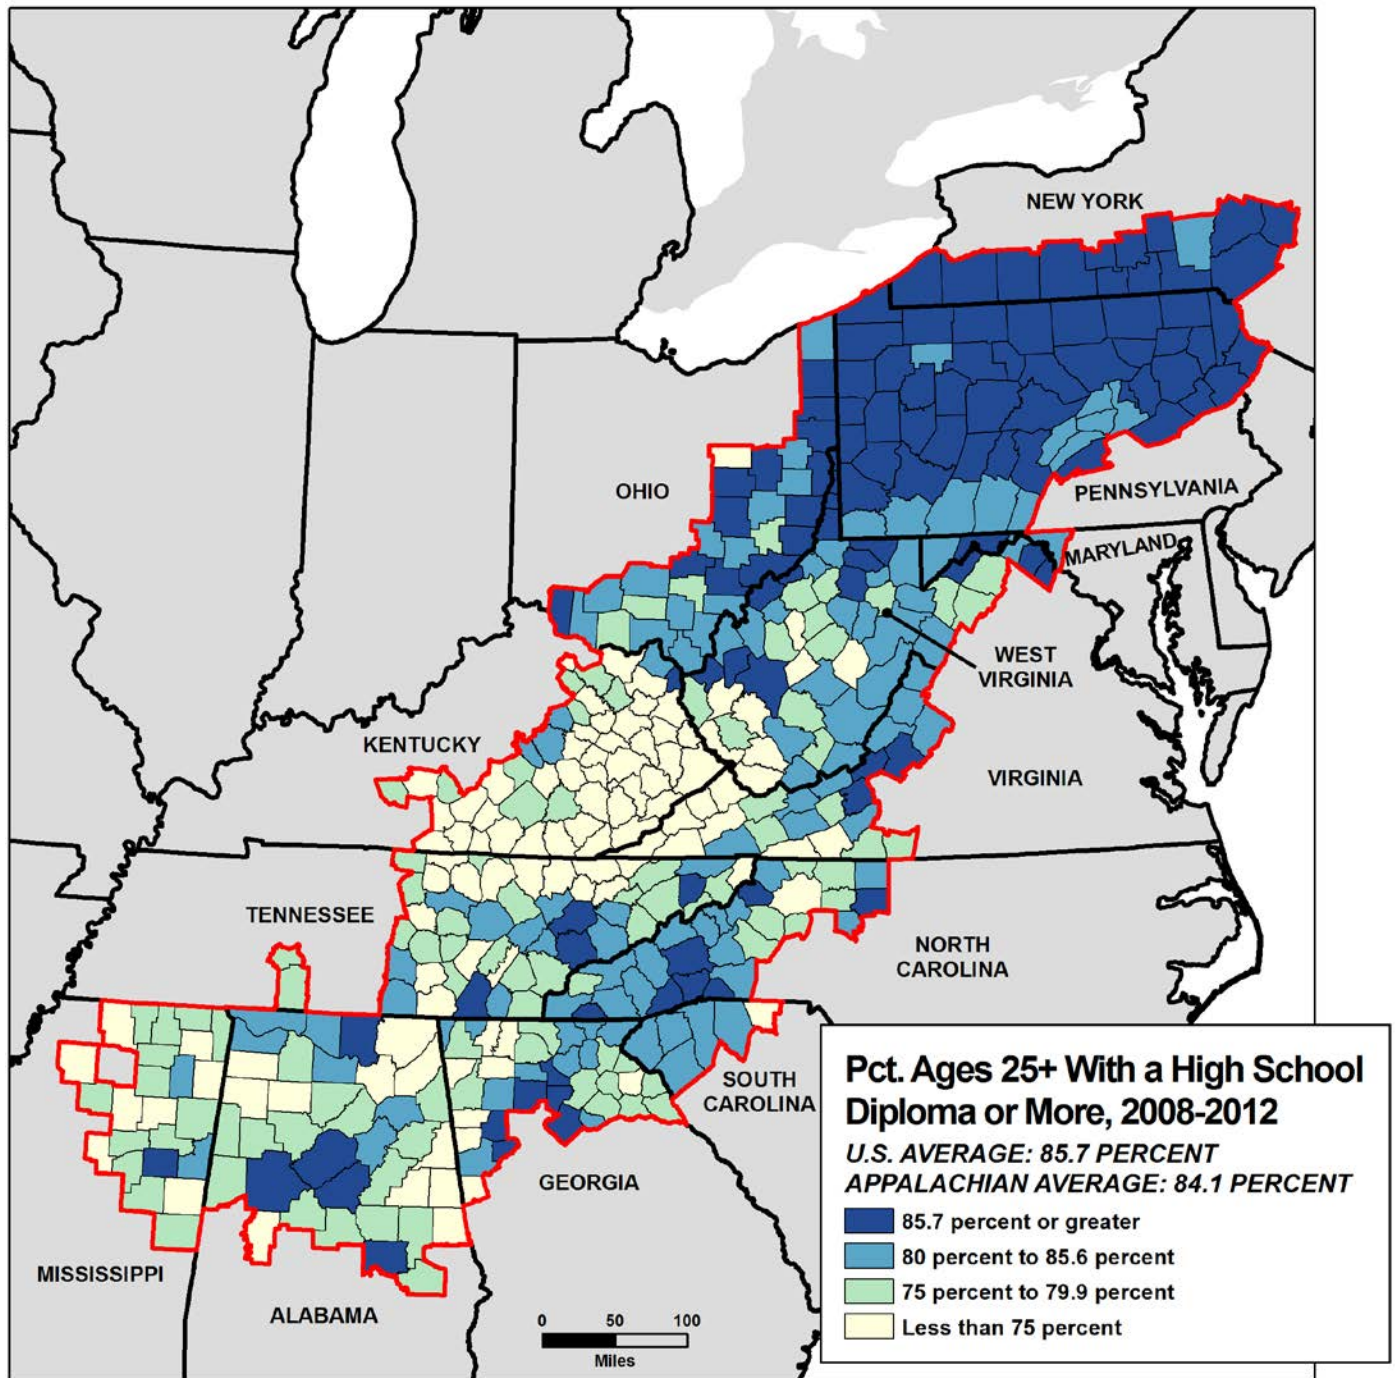 NEW YORK
OHIO
PENNSYLVANIA
MARYLAND
WEST
VIRGINIA
KENTUCKY
VIRGINIA
TENNESSEE
NORTH
CAROLINA
SOUTH
CAROLINA
GEORGIA
MISSISSIPPI
ALABAMA
0 50 100
Miles
Pct. Ages 25+ With a High School
Diploma or More, 2008-2012
U.S. AVERAGE: 85.7 PERCENT
APPALACHIAN AVERAGE: 84.1 PERCENT
85.7 percent or greater
80 percent to 85.6 percent
75 percent to 79.9 percent
Less than 75 percent